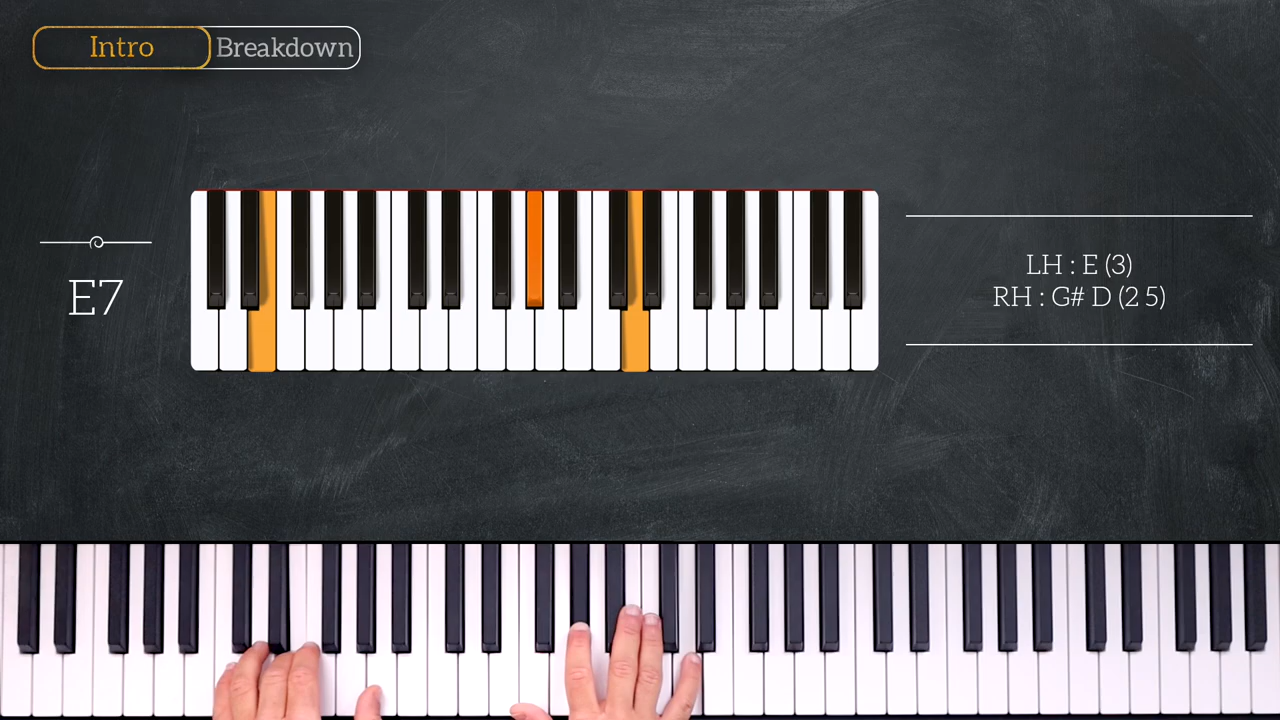 Intro Breakdown
E7
LH : E (3)
RH : G# D (2 5)